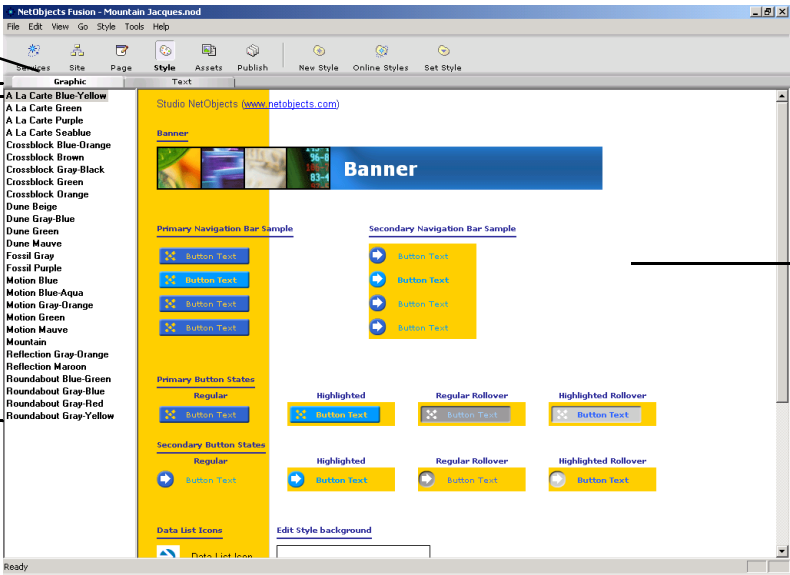 NetObjects Fusion - Mountain Jacques.nod
File Edit View Go Style Tools Help
Services Site Page Style Assets Publish New Style Online Styles Set Style
Graphic Text
A La Carte Blue-Yellow
A La Carte Green
A La Carte Purple
A La Carte Seablue
Crossblock Blue-Orange
Crossblock Brown
Crossblock Gray-Black
Crossblock Green
Crossblock Orange
Dune Beige
Dune Gray-Blue
Dune Green
Dune Mauve
Fossil Gray
Fossil Purple
Motion Blue
Motion Blue-Aqua
Motion Gray-Orange
Motion Green
Motion Mauve
Mountain
Reflection Gray-Orange
Reflection Maroon
Roundabout Blue-Green
Roundabout Gray-Blue
Roundabout Gray-Red
Roundabout Gray-Yellow
Studio NetObjects (www.netobjects.com)
Banner
96-8
83-4
Banner
Primary Navigation Bar Sample Secondary Navigation Bar Sample
Button Text Button Text
Button Text Button Text
Button Text Button Text
Button Text Button Text
Primary Button States
Regular Highlighted Regular Rollover Highlighted Rollover
Button Text Button Text Button Text Button Text
Secondary Button States
Regular Highlighted Regular Rollover Highlighted Rollover
Button Text Button Text Button Text Button Text
Data List Icons Edit Style background
Data List Icon
Ready